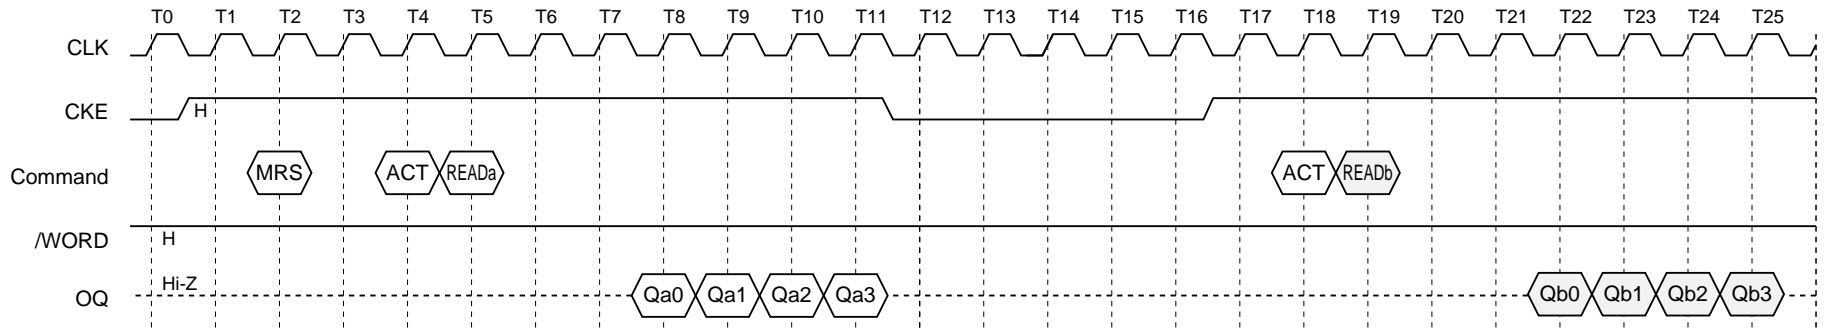 T0 T1 T2 T3 T4 T5 T6 T7 T8 T9 T10 T11 T12 T13 T14 T15 T16 T17 T18 T19 T20 T21 T22 T23 T24 T25
CLK
CKE H
Command MRS ACT READa ACT READb
/WORD H
OQ Hi-Z Qa0 Qa1 Qa2 Qa3 Qb0 Qb1 Qb2 Qb3